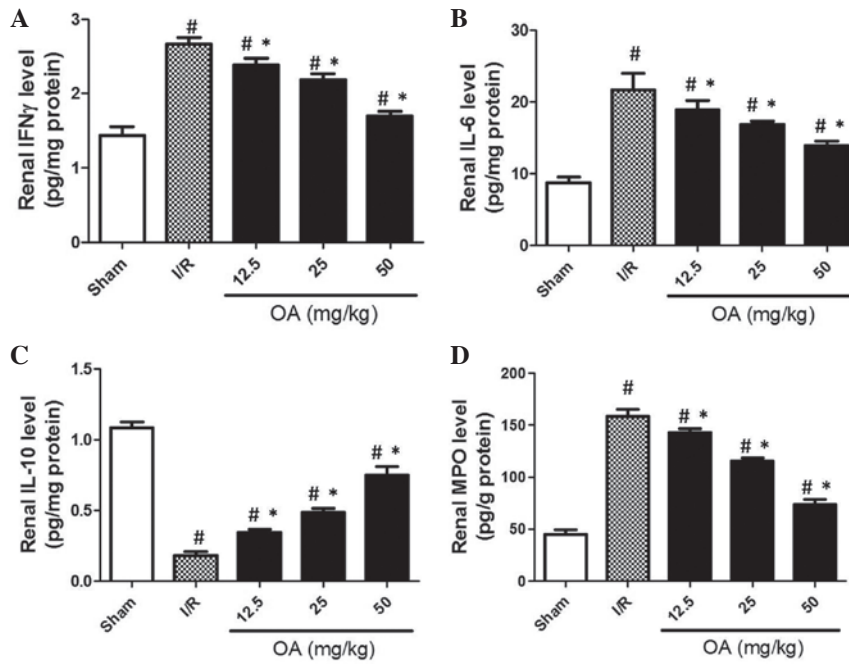 A
Renal IFNγ level
(pg/mg protein)
3
2
1
0
#
# *
# *
# *
Sham
I/R
12.5
25
50
OA (mg/kg)
B
Renal IL-6 level
(pg/mg protein)
30
20
10
0
#
# *
# *
# *
Sham
I/R
12.5
25
50
OA (mg/kg)
C
Renal IL-10 level
(pg/mg protein)
1.5
1.0
0.5
0.0
#
# *
# *
# *
Sham
I/R
12.5
25
50
OA (mg/kg)
D
Renal MPO level
(pg/g protein)
200
150
100
50
0
#
# *
# *
# *
Sham
I/R
12.5
25
50
OA (mg/kg)